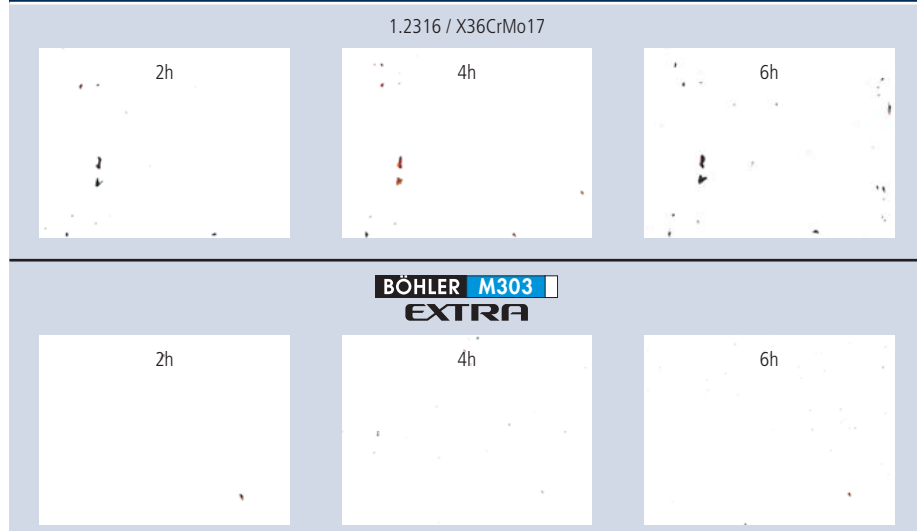 1.2316 / X36CrMo17
2h 4h 6h
BÖHLER M303
EXTRA
2h 4h 6h